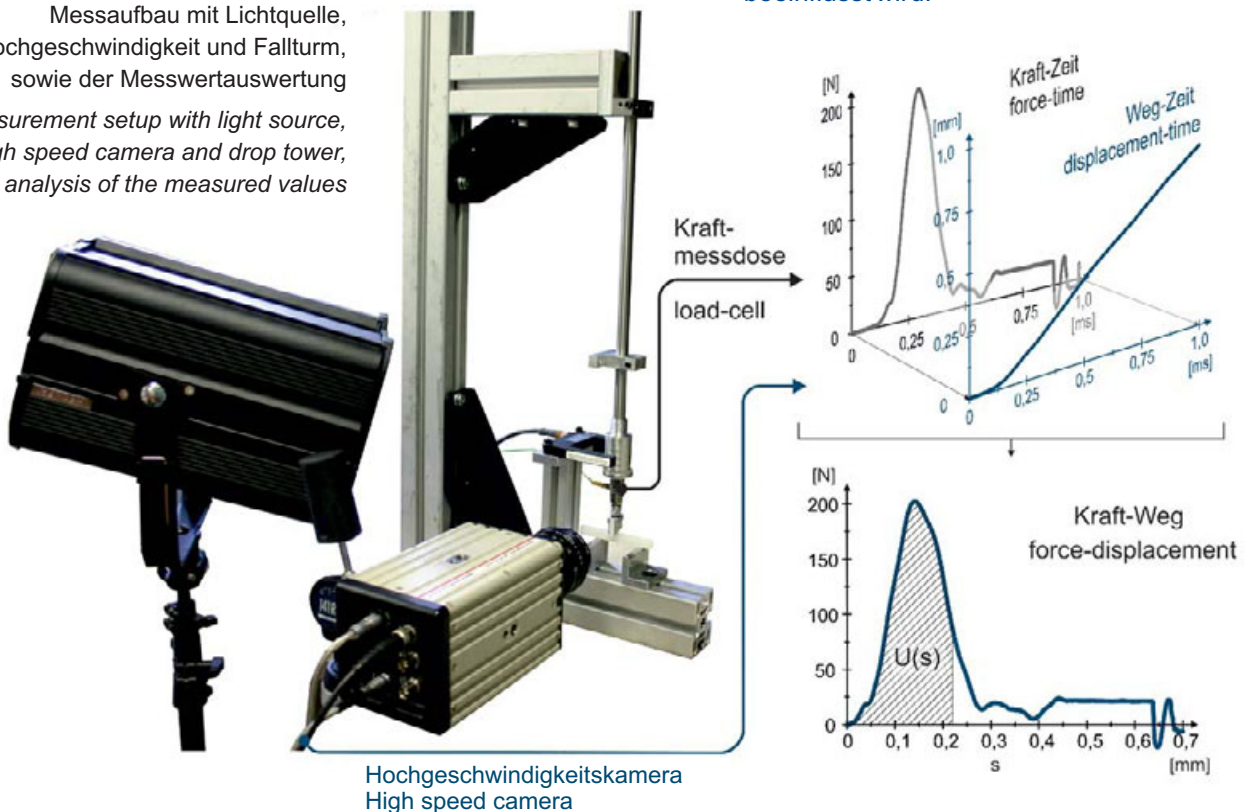 Messaufbau mit Lichtquelle,
ochgeschwindigkeit und Fallturm,
sowie der Messwertauswertung
surement setup with light source,
gh speed camera and drop tower,
analysis of the measured values
Kraft-
messdose
load-cell
Hochgeschwindigkeitskamera
High speed camera
[N]
200
150
100
50
0
0
0,25
0,5
0,75
1,0
[ms]
Kraft-Zeit
force-time
[mm]
1,0
0,75
0,5
0,25
0
0
0,25
0,5
0,75
1,0
[ms]
Weg-Zeit
displacement-time
[N]
200
150
100
50
0
U(s)
Kraft-Weg
force-displacement
0 0,1 0,2 0,3 0,4 0,5 0,6 0,7
s [mm]